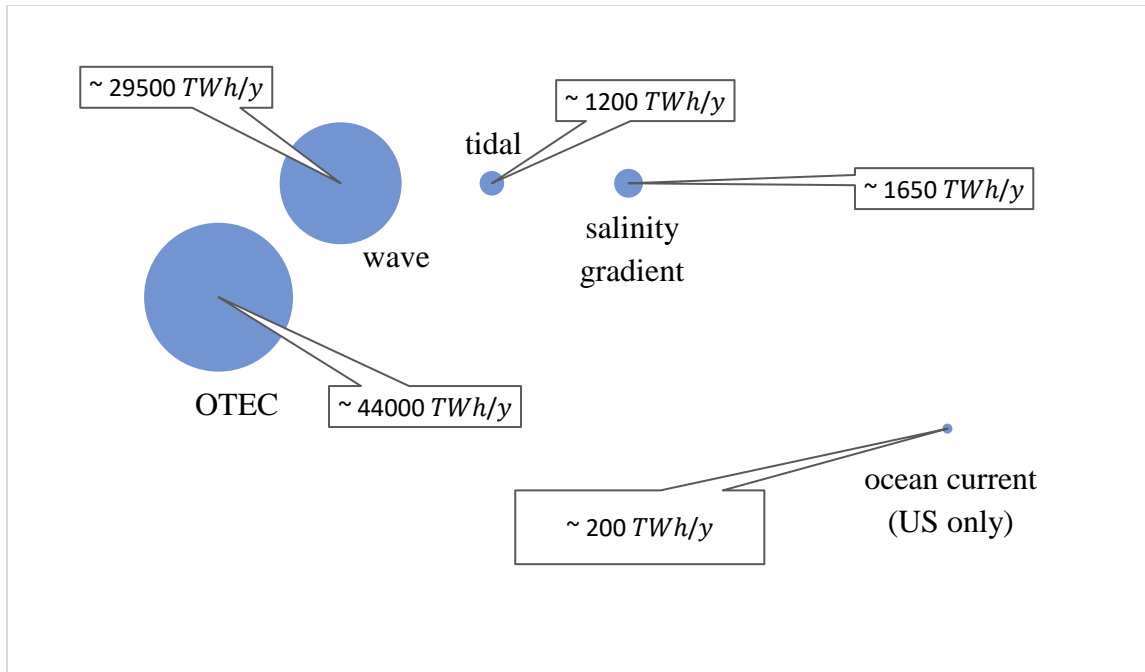 ~ 29500 TWh/y
~ 1200 TWh/y
tidal
~ 1650 TWh/y
salinity
gradient
wave
OTEC
~ 44000 TWh/y
ocean current
(US only)
~ 200 TWh/y